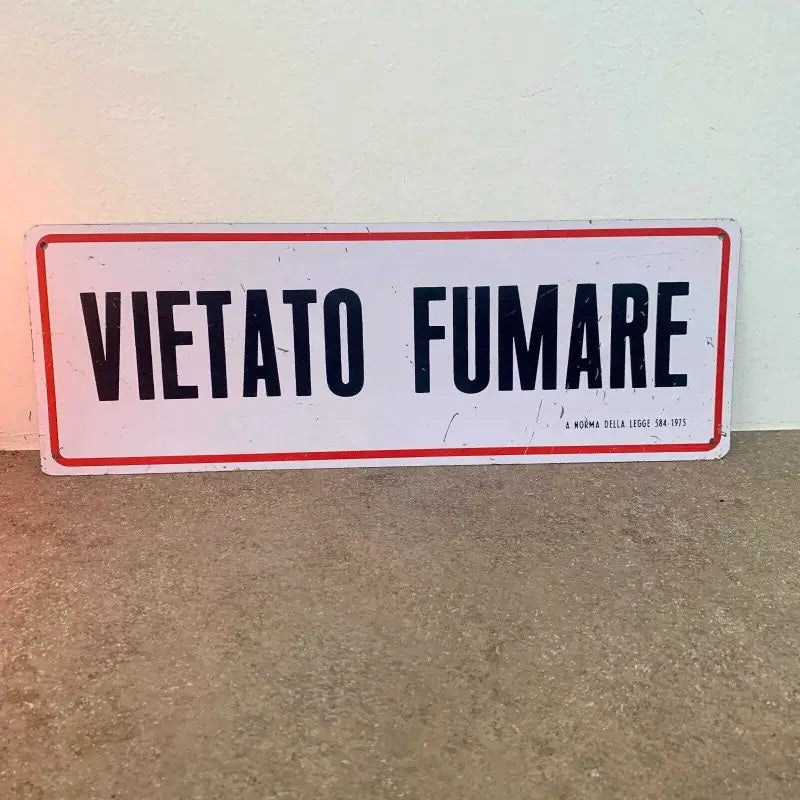 VIETATO FUMARE
A NORMA DELLA LEGGE 584-1975